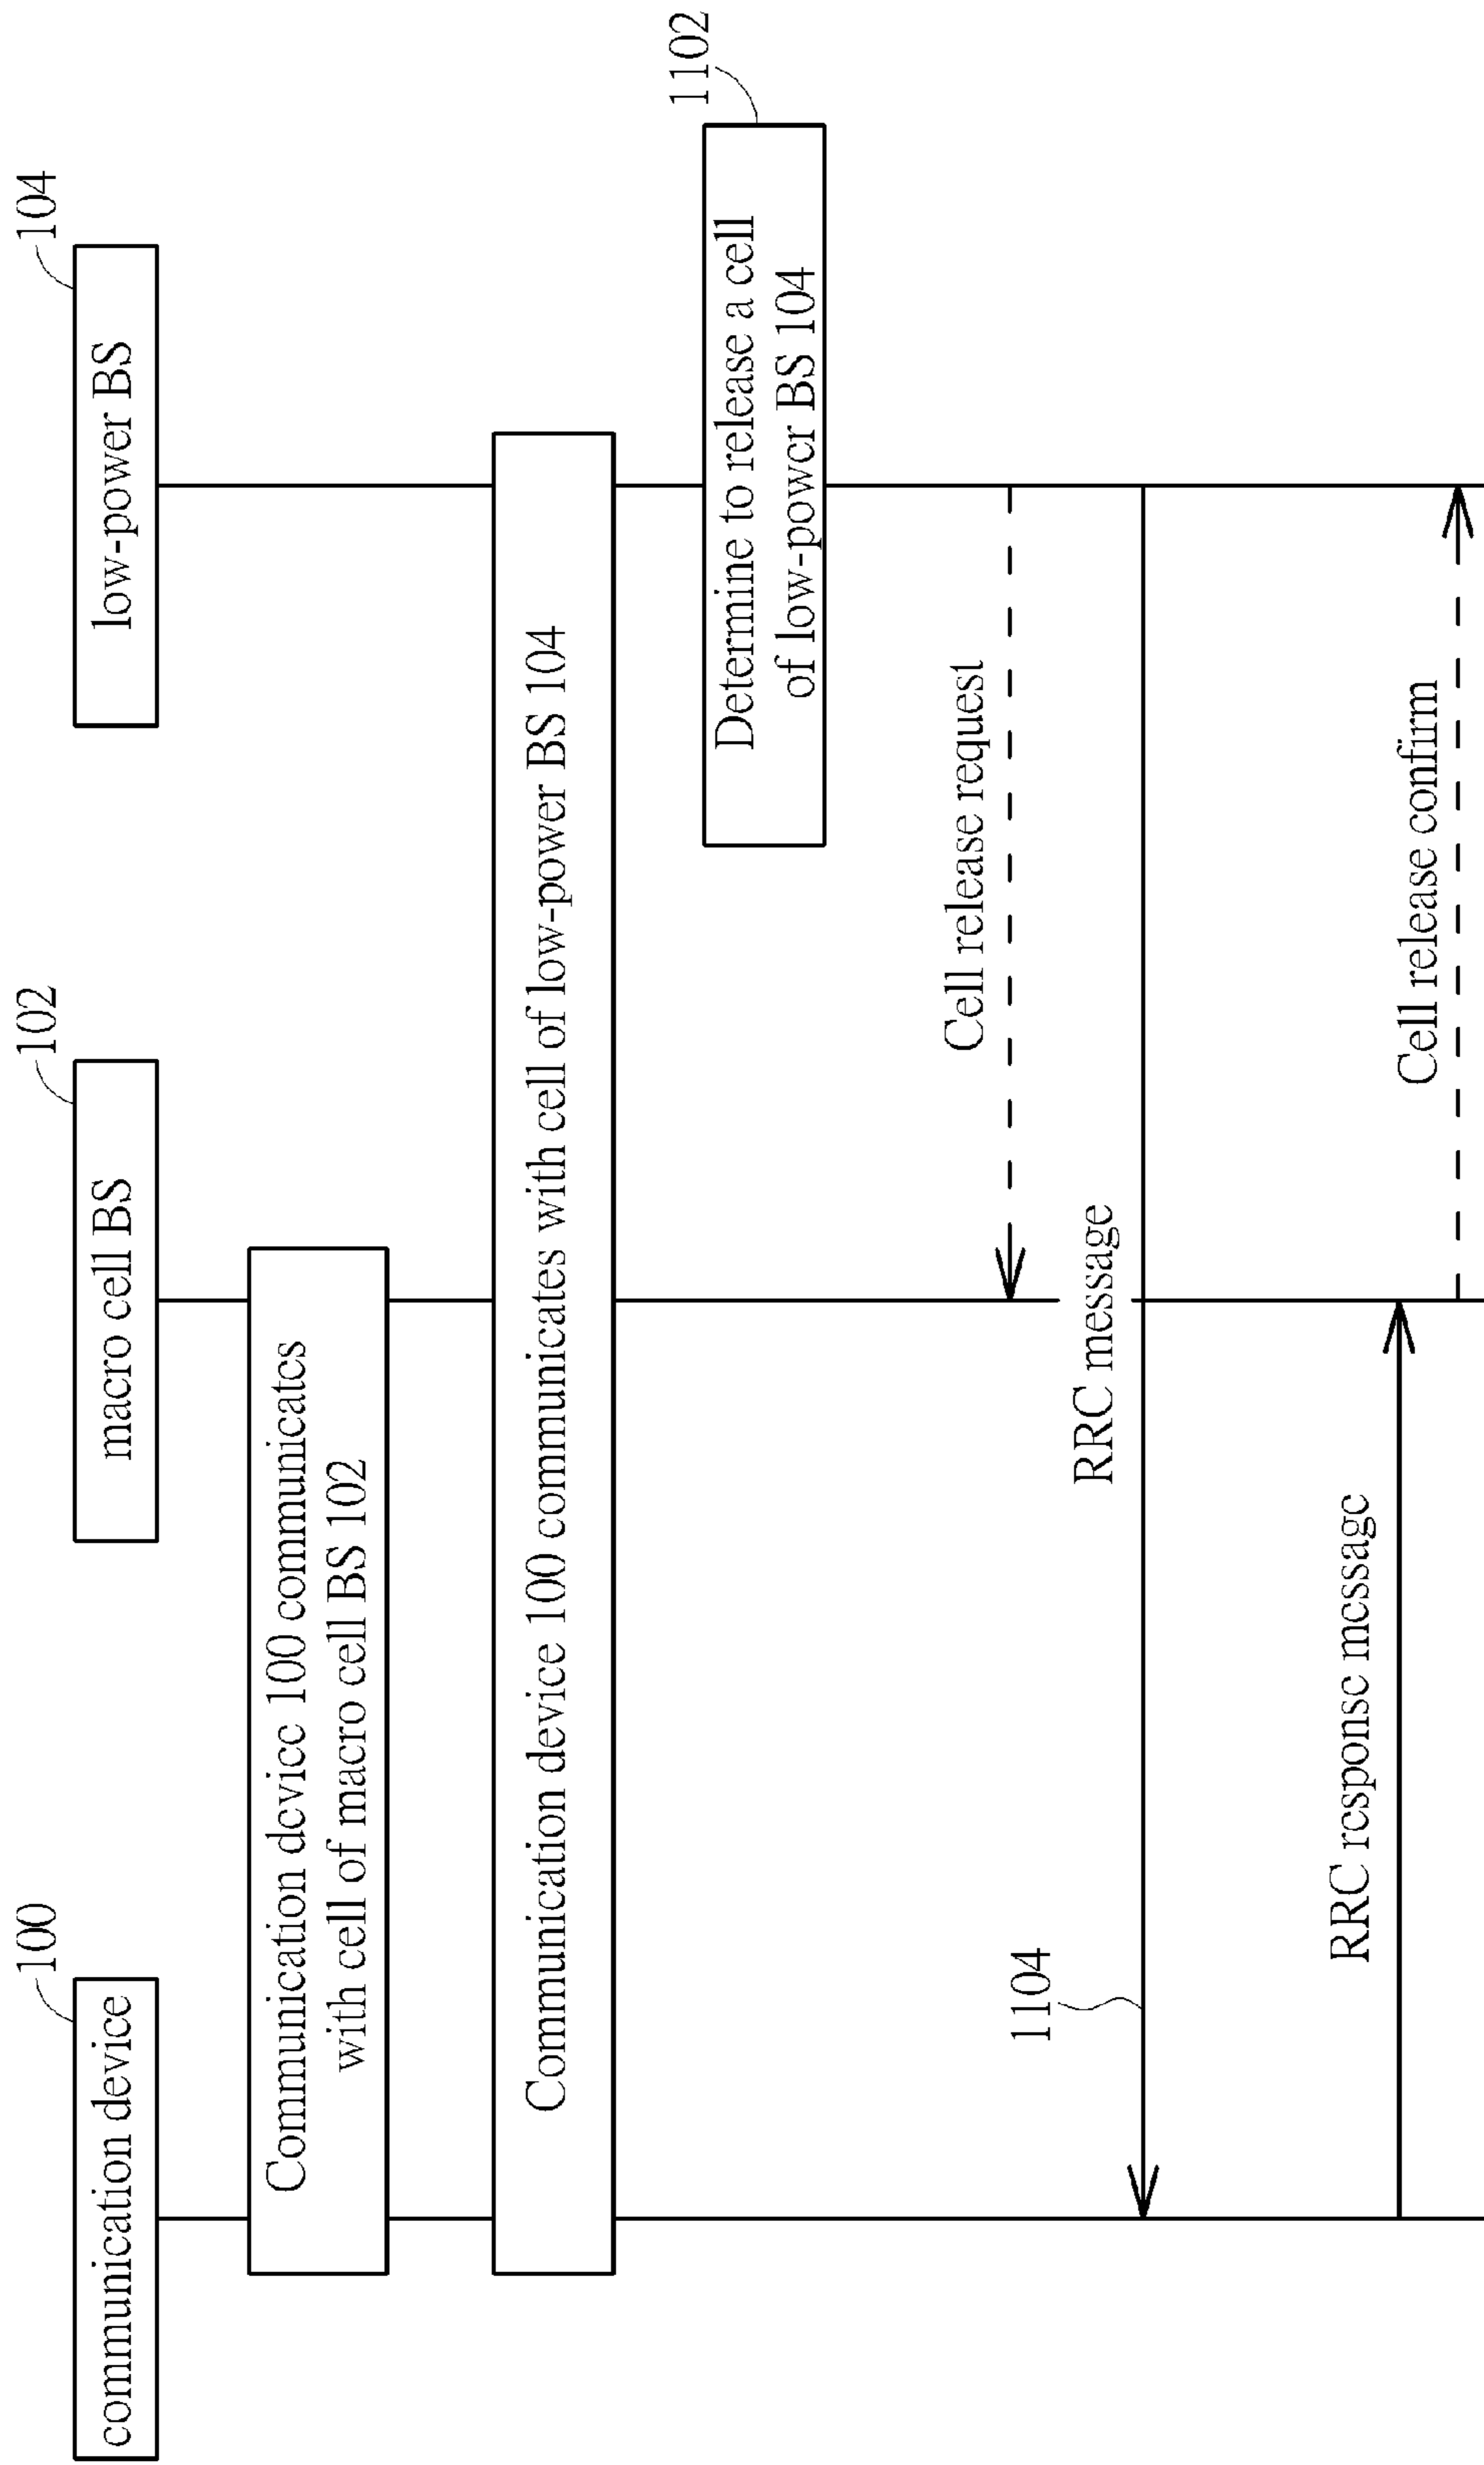 100
102
104
communication device
macro cell BS
low-power BS
Communication device 100 communicates
with cell of macro cell BS 102
Communication device 100 communicates with cell of low-power BS 104
1102
Determine to release a cell
of low-power BS 104
Cell release request
1104
RRC message
RRC response message
Cell release confirm